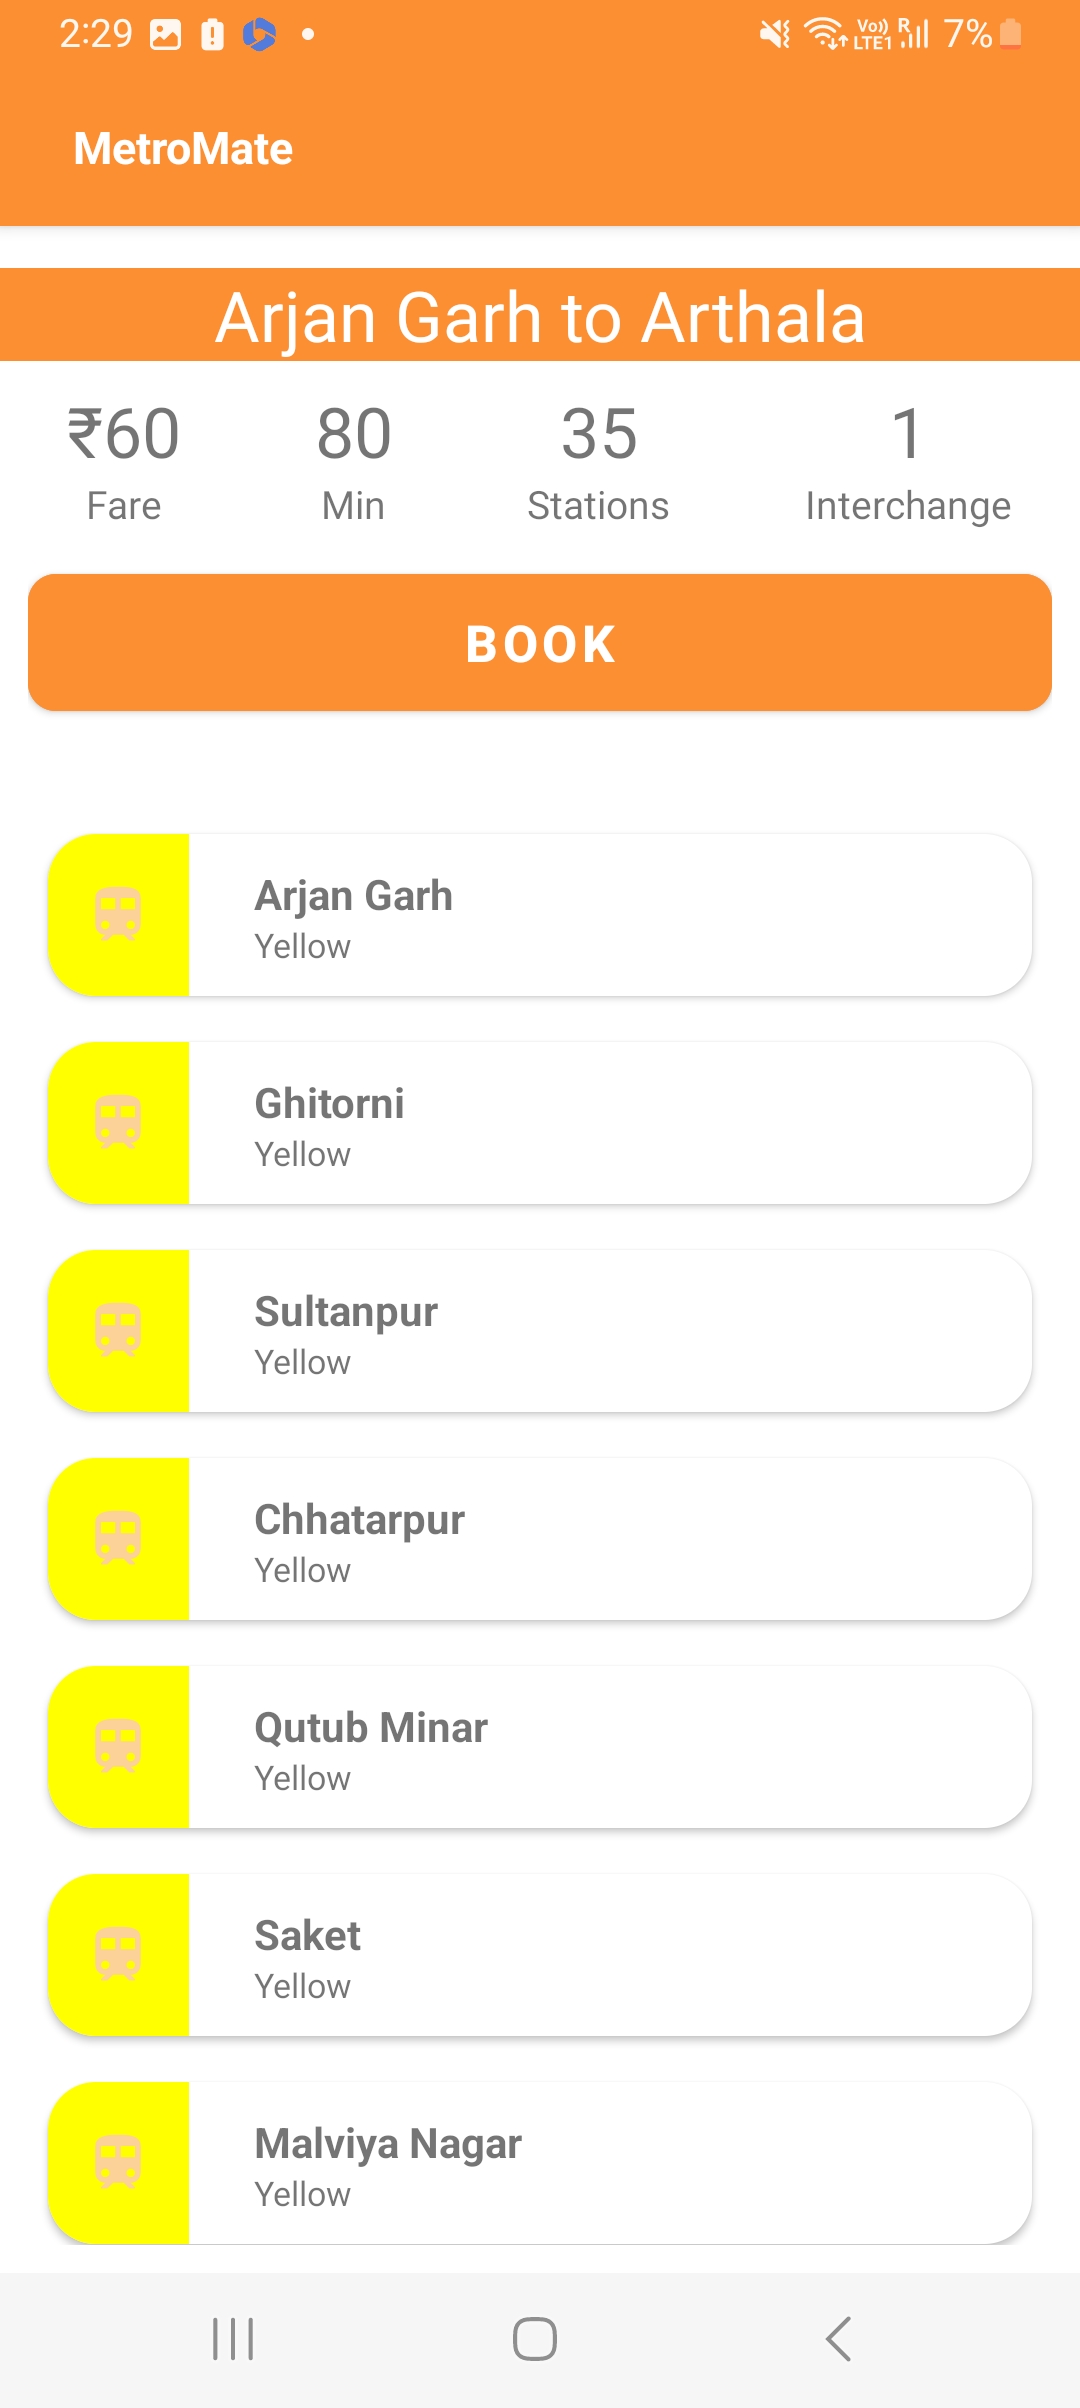 2:29
Vo)) LTE1 R 7%
MetroMate
Arjan Garh to Arthala
₹60 80 35 1
Fare Min Stations Interchange
BOOK
Arjan Garh
Yellow
Ghitorni
Yellow
Sultanpur
Yellow
Chhatarpur
Yellow
Qutub Minar
Yellow
Saket
Yellow
Malviya Nagar
Yellow